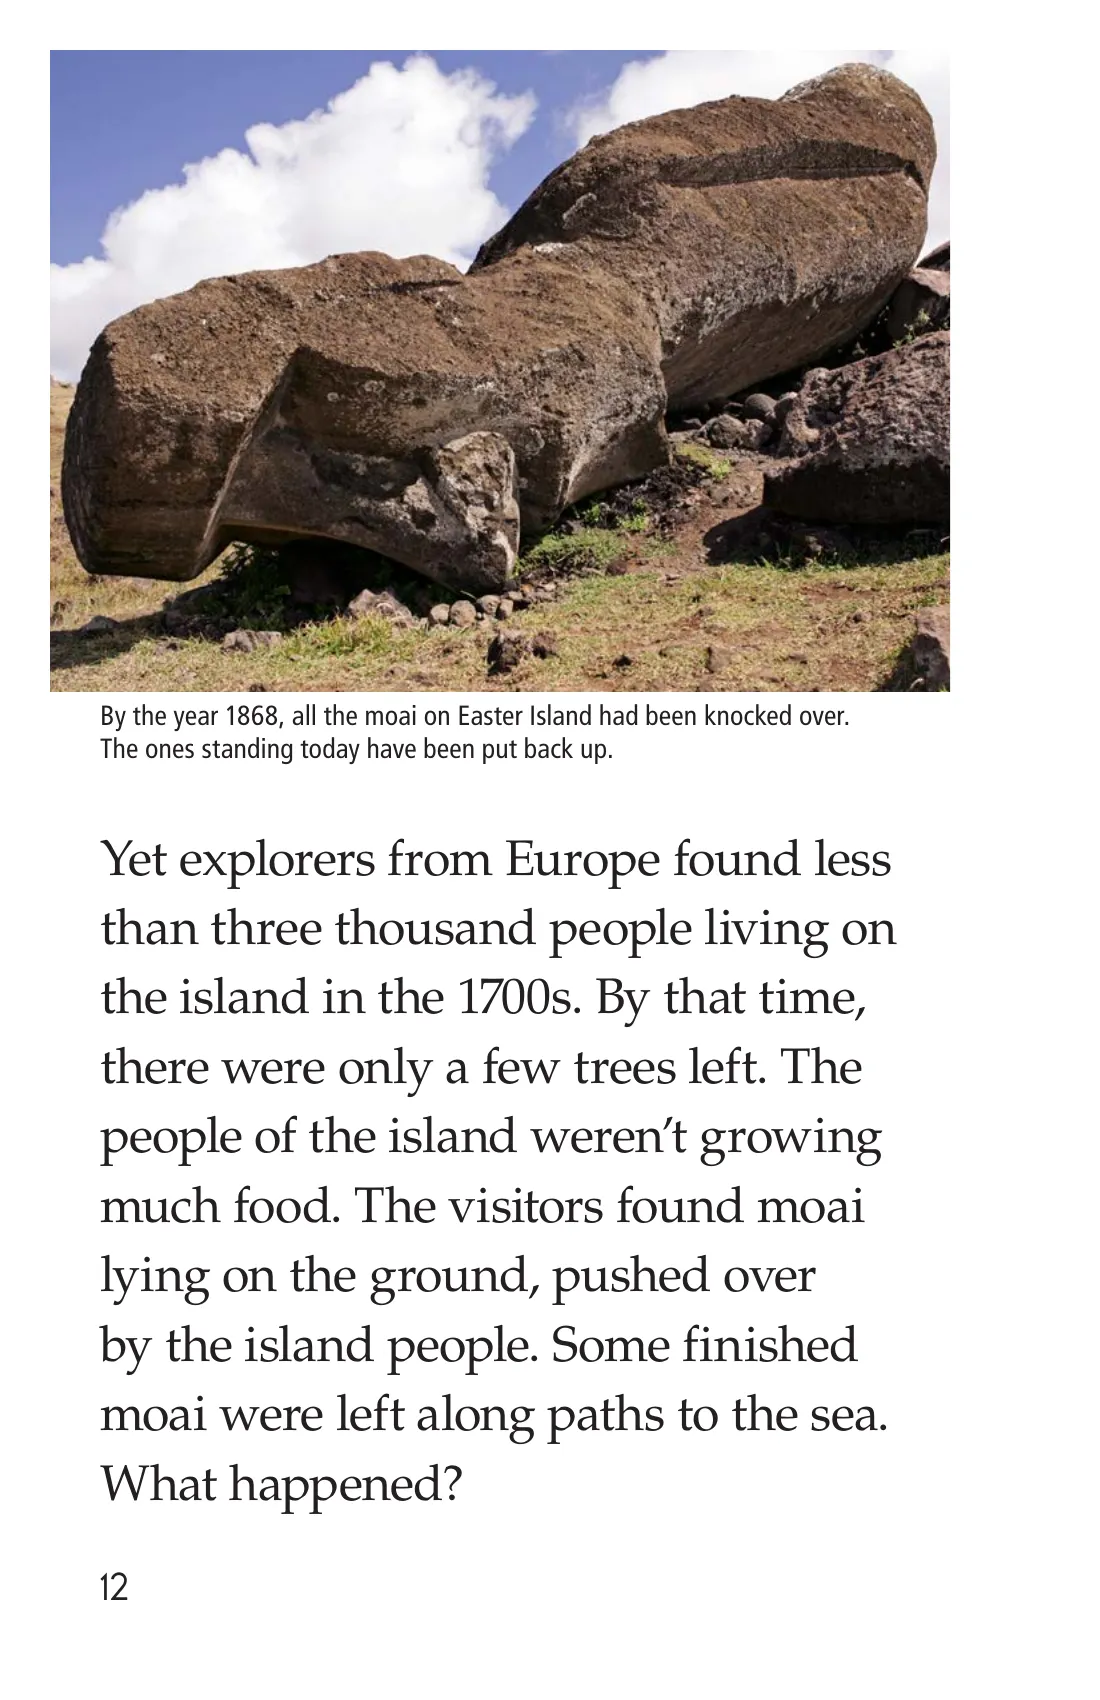 By the year 1868, all the moai on Easter Island had been knocked over.
The ones standing today have been put back up.
Yet explorers from Europe found less
than three thousand people living on
the island in the 1700s. By that time,
there were only a few trees left. The
people of the island weren’t growing
much food. The visitors found moai
lying on the ground, pushed over
by the island people. Some finished
moai were left along paths to the sea.
What happened?
12